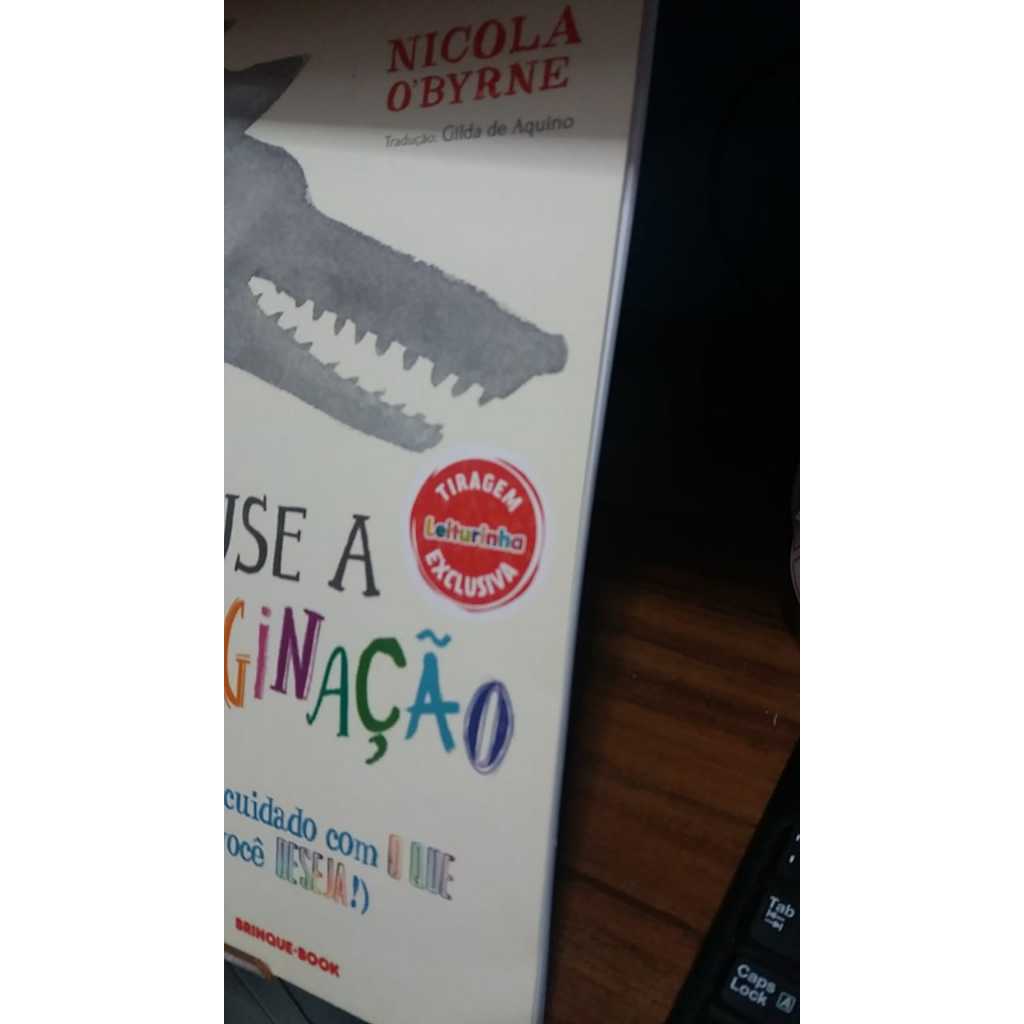 NICOLA
O'BYRNE
Tradução: Gilda de Aquino
TIRAGEM
Leiturinha
EXCLUSIVA
USE A
GINAÇÃO
cuidado com O QUE
você DESEJA!)
BRINQUE-BOOK
Tab
Caps
Lock A